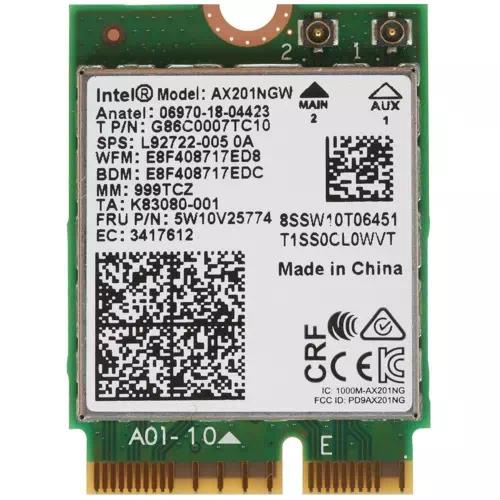 2 1
Intel® Model: AX201NGW
MAIN AUX
2 1
Anatel: 06970-18-04423
T P/N: G86C0007TC10
SPS: L92722-005 0A
WFM: E8F408717ED8
BDM: E8F408717EDC
MM: 999TCZ
TA: K83080-001
FRU P/N: 5W10V25774
EC: 3417612
8SSW10T06451
T1SS0CL0WVT
Made in China
CRF
CE
IC: 1000M-AX201NG
FCC ID: PD9AX201NG
A01-10
E